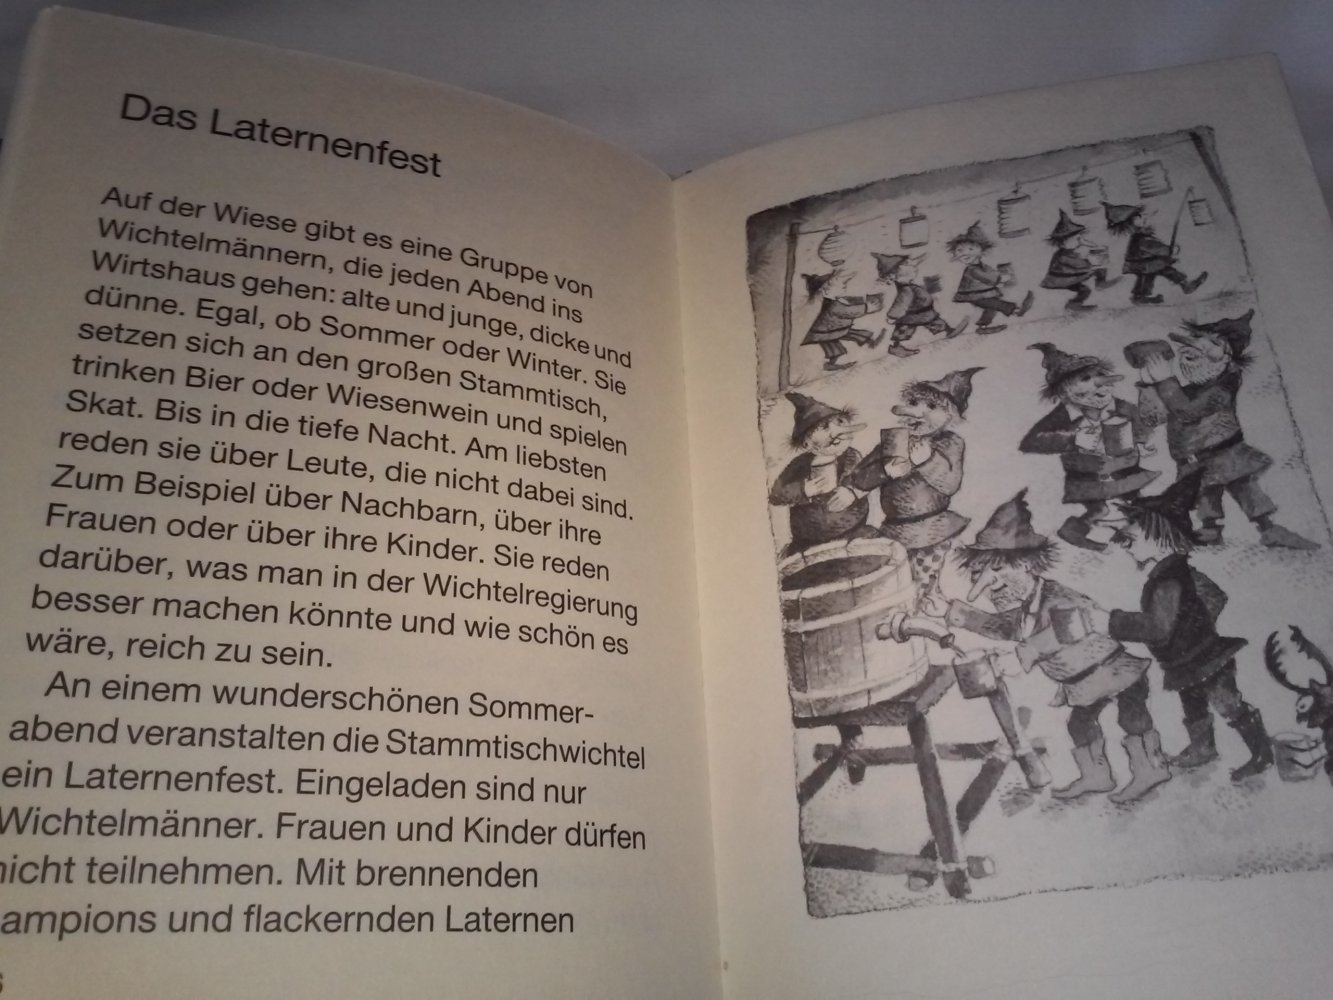 Das Laternenfest
Auf der Wiese gibt es eine Gruppe von
Wichtelmännern, die jeden Abend ins
Wirtshaus gehen: alte und junge, dicke und
dünne. Egal, ob Sommer oder Winter. Sie
setzen sich an den großen Stammtisch,
trinken Bier oder Wiesenwein und spielen
Skat. Bis in die tiefe Nacht. Am liebsten
reden sie über Leute, die nicht dabei sind.
Zum Beispiel über Nachbarn, über ihre
Frauen oder über ihre Kinder. Sie reden
darüber, was man in der Wichtelregierung
besser machen könnte und wie schön es
wäre, reich zu sein.
An einem wunderschönen Sommer-
abend veranstalten die Stammtischwichtel
ein Laternenfest. Eingeladen sind nur
Wichtelmänner. Frauen und Kinder dürfen
nicht teilnehmen. Mit brennenden
ampions und flackernden Laternen